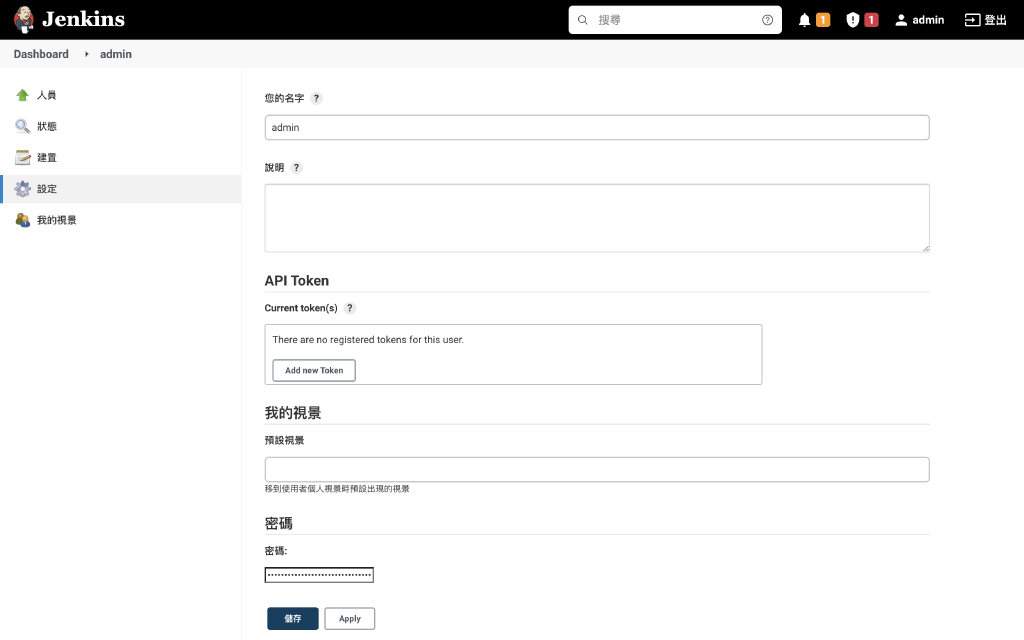 Jenkins
搜尋
1
1
admin
登出
Dashboard
admin
人員
狀態
建置
設定
我的視景
您的名字 ?
admin
說明 ?
API Token
Current token(s) ?
There are no registered tokens for this user.
Add new Token
我的視景
預設視景
移到使用者個人視景時預設出現的視景
密碼
密碼:
儲存
Apply